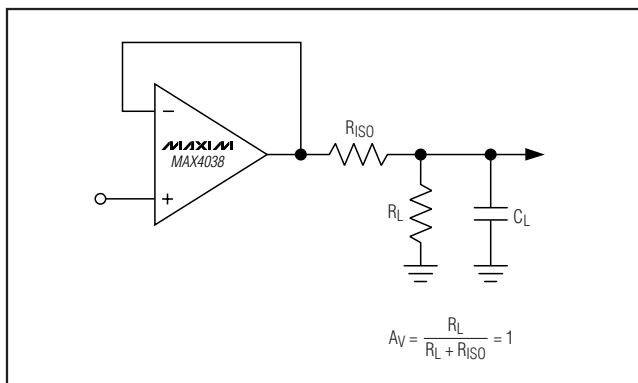 −
MAXIM
MAX4038
+
R_ISO
R_L
C_L
A_V = R_L / (R_L + R_ISO) = 1